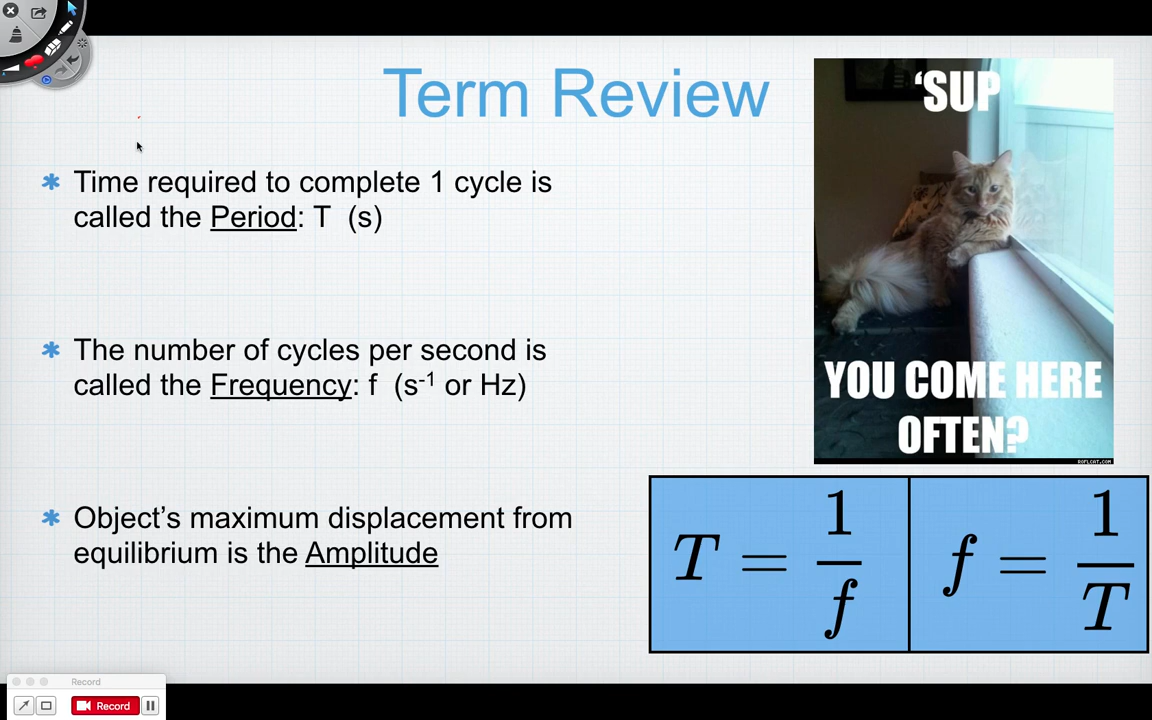 Term Review
'SUP
YOU COME HERE
OFTEN?
ROFLCAT.COM
Time required to complete 1 cycle is
called the Period: T (s)
The number of cycles per second is
called the Frequency: f (s⁻¹ or Hz)
Object’s maximum displacement from
equilibrium is the Amplitude
T = 1/f
f = 1/T
Record
Record